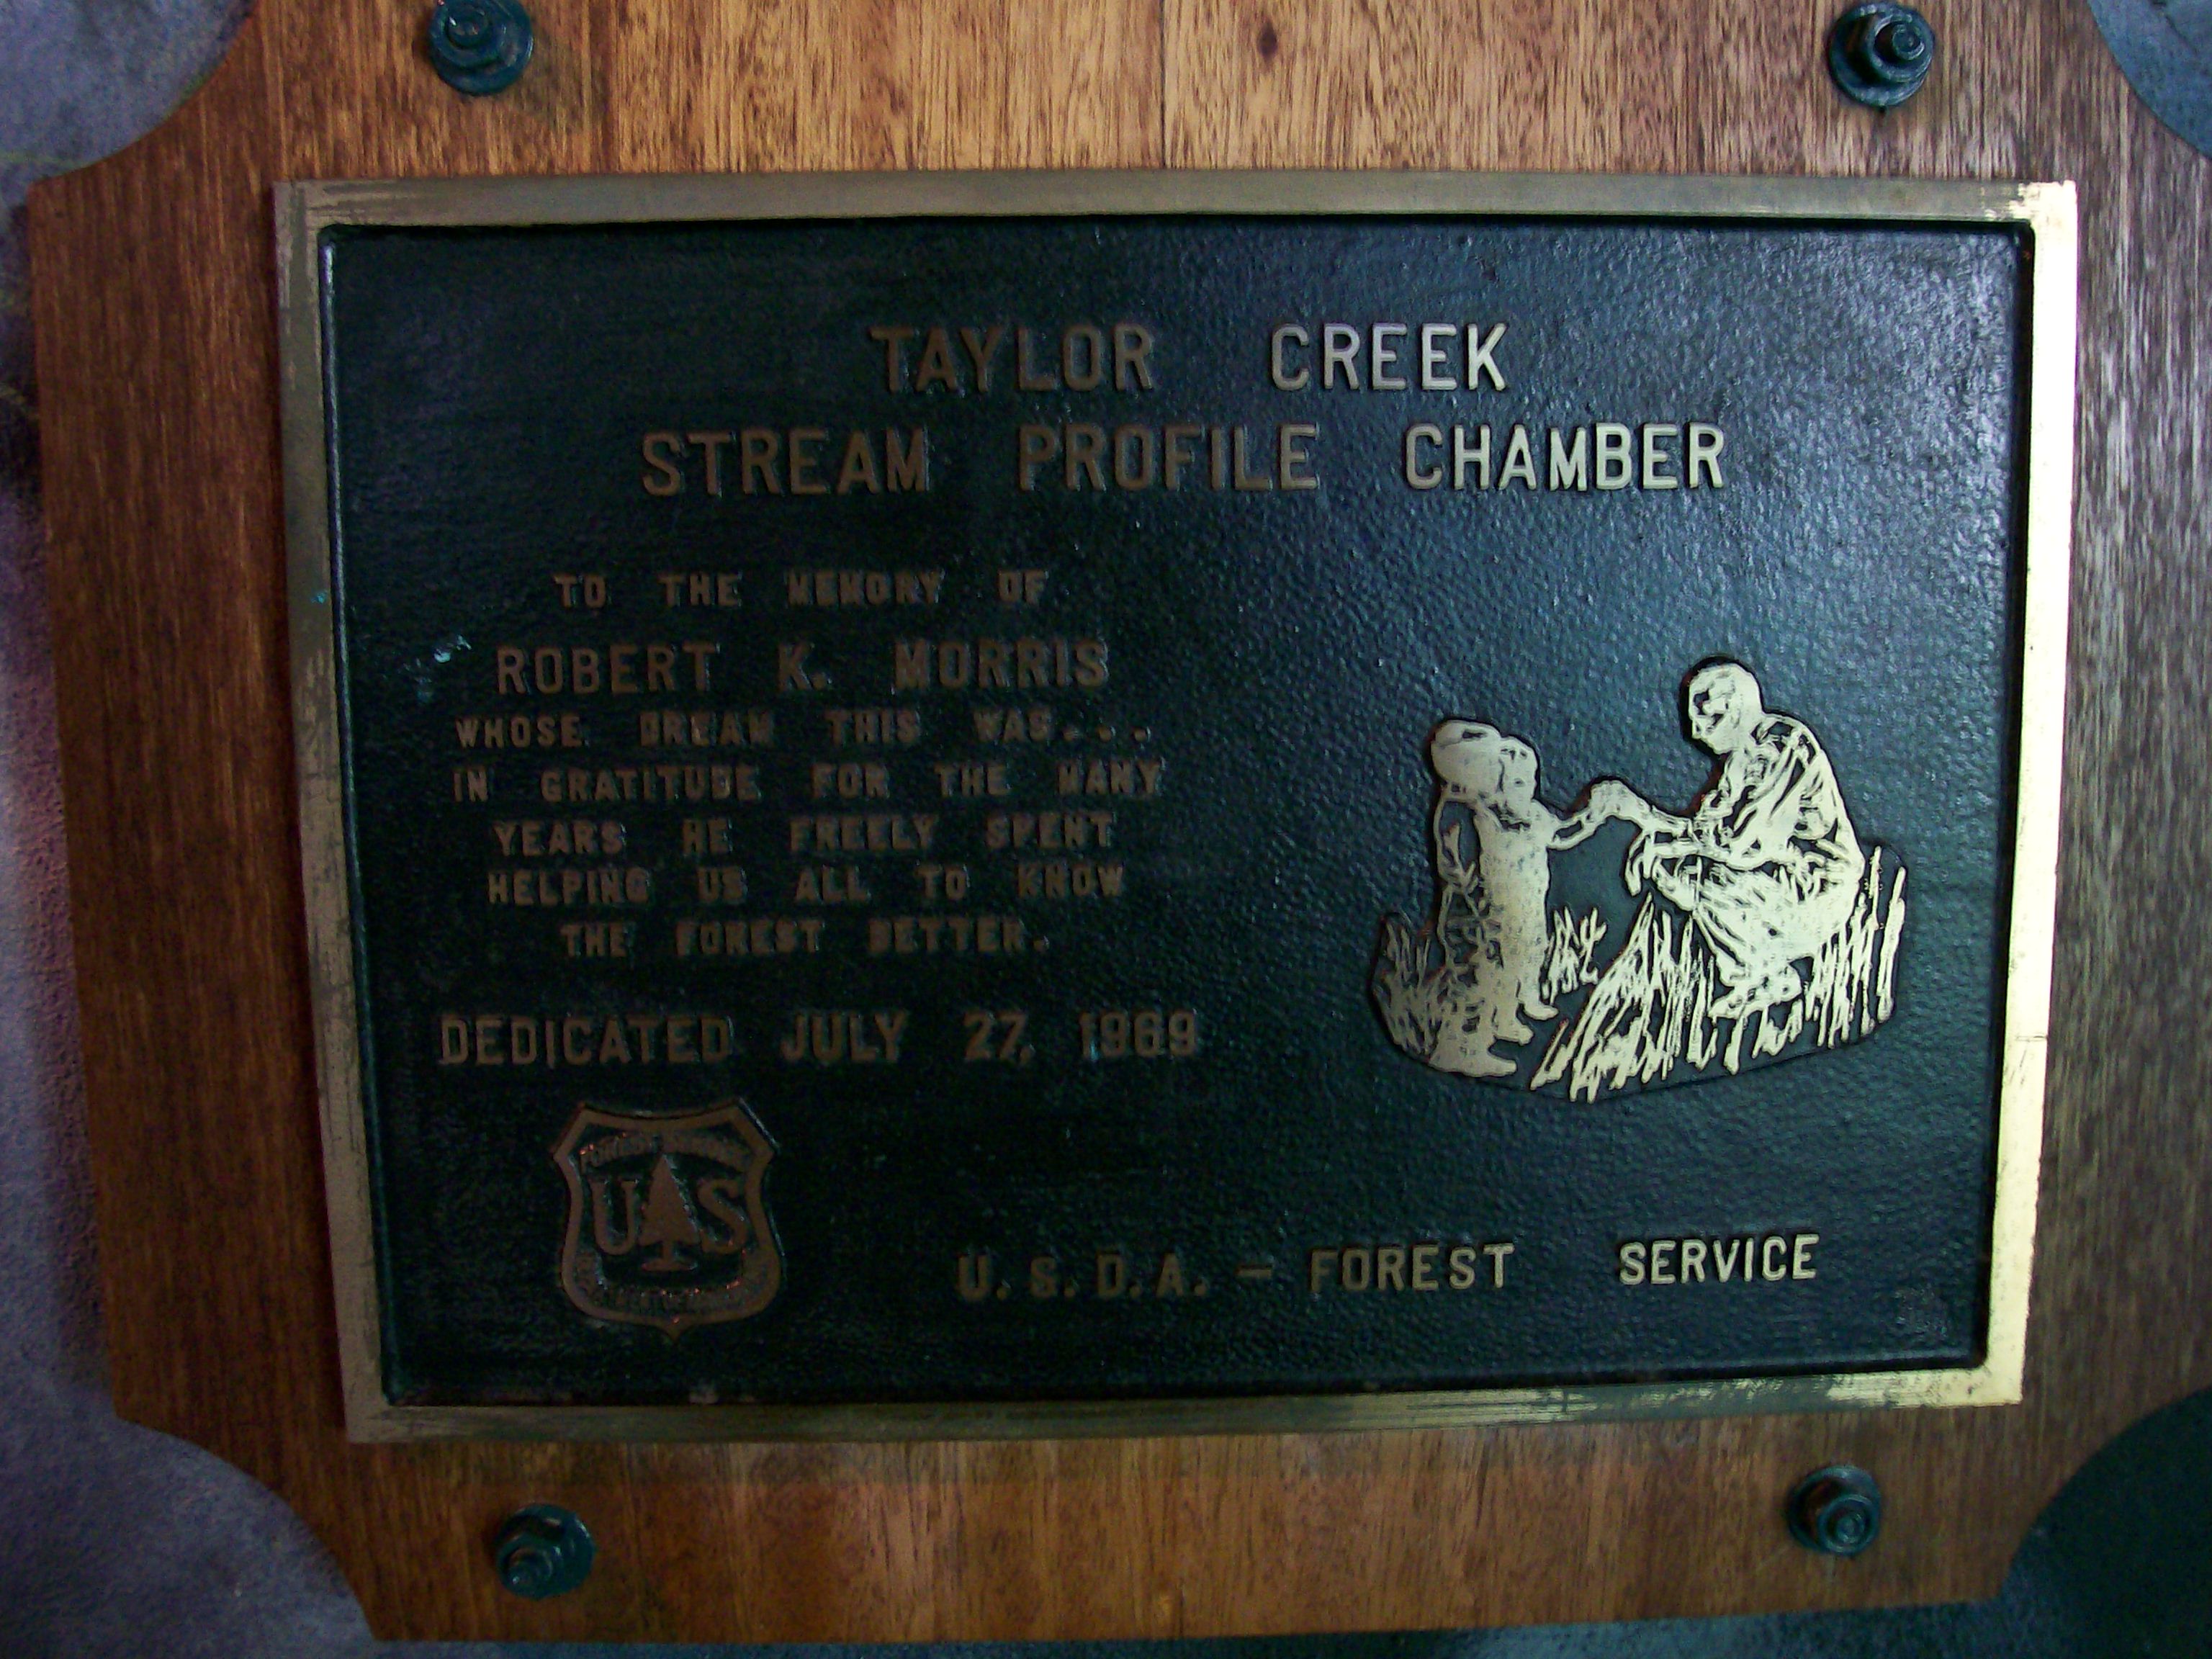 TAYLOR CREEK
STREAM PROFILE CHAMBER
TO THE MEMORY OF
ROBERT K. MORRIS
WHOSE DREAM THIS WAS...
IN GRATITUDE FOR THE MANY
YEARS HE FREELY SPENT
HELPING US ALL TO KNOW
THE FOREST BETTER.
DEDICATED JULY 27, 1969
FOREST SERVICE
U S
U.S.D.A. - FOREST SERVICE